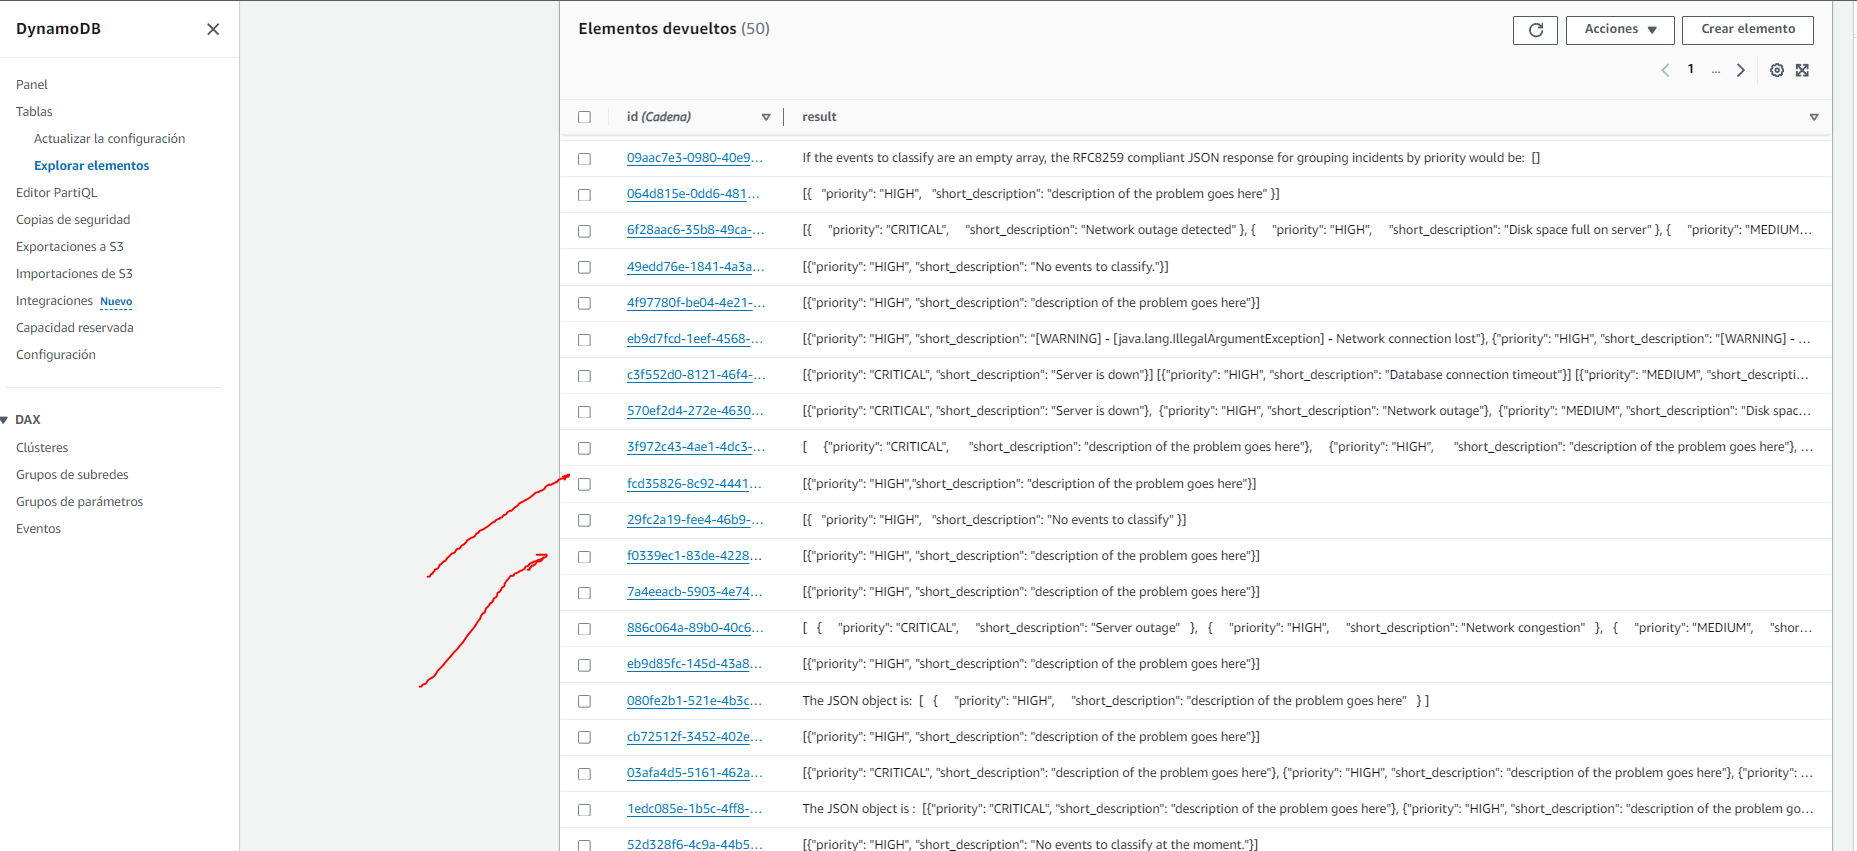 DynamoDB
Panel
Tablas
Actualizar la configuración
Explorar elementos
Editor PartiQL
Copias de seguridad
Exportaciones a S3
Importaciones de S3
Integraciones Nuevo
Capacidad reservada
Configuración
DAX
Clústeres
Grupos de subredes
Grupos de parámetros
Eventos
Elementos devueltos (50)
Acciones
Crear elemento
1 ...
id (Cadena) result
09aac7e3-0980-40e9... If the events to classify are an empty array, the RFC8259 compliant JSON response for grouping incidents by priority would be: []
064d815e-0dd6-481... [{ "priority": "HIGH", "short_description": "description of the problem goes here" }]
6f28aac6-35b8-49ca-... [{ "priority": "CRITICAL", "short_description": "Network outage detected" }, { "priority": "HIGH", "short_description": "Disk space full on server" }, { "priority": "MEDIUM...
49edd76e-1841-4a3a... [{"priority": "HIGH", "short_description": "No events to classify."}]
4f97780f-be04-4e21-... [{"priority": "HIGH", "short_description": "description of the problem goes here"}]
eb9d7fcd-1eef-4568-... [{"priority": "HIGH", "short_description": "[WARNING] - [java.lang.IllegalArgumentException] - Network connection lost"}, {"priority": "HIGH", "short_description": "[WARNING] - ...
c3f552d0-8121-46f4-... [{"priority": "CRITICAL", "short_description": "Server is down"}] [{"priority": "HIGH", "short_description": "Database connection timeout"}] [{"priority": "MEDIUM", "short_descripti...
570ef2d4-272e-4630... [{"priority": "CRITICAL", "short_description": "Server is down"}, {"priority": "HIGH", "short_description": "Network outage"}, {"priority": "MEDIUM", "short_description": "Disk spac...
3f972c43-4ae1-4dc3-... [ {"priority": "CRITICAL", "short_description": "description of the problem goes here"}, {"priority": "HIGH", "short_description": "description of the problem goes here"}, ...
fcd35826-8c92-4441... [{"priority": "HIGH","short_description": "description of the problem goes here"}]
29fc2a19-fee4-46b9-... [{ "priority": "HIGH", "short_description": "No events to classify" }]
f0339ec1-83de-4228... [{"priority": "HIGH", "short_description": "description of the problem goes here"}]
7a4eeacb-5903-4e74... [{"priority": "HIGH", "short_description": "description of the problem goes here"}]
886c064a-89b0-40c6... [ { "priority": "CRITICAL", "short_description": "Server outage" }, { "priority": "HIGH", "short_description": "Network congestion" }, { "priority": "MEDIUM", "shor...
eb9d85fc-145d-43a8... [{"priority": "HIGH", "short_description": "description of the problem goes here"}]
080fe2b1-521e-4b3c... The JSON object is: [ { "priority": "HIGH", "short_description": "description of the problem goes here" } ]
cb72512f-3452-402e... [{"priority": "HIGH", "short_description": "description of the problem goes here"}]
03afa4d5-5161-462a... [{"priority": "CRITICAL", "short_description": "description of the problem goes here"}, {"priority": "HIGH", "short_description": "description of the problem goes here"}, {"priority": ...
1edc085e-1b5c-4ff8-... The JSON object is : [{"priority": "CRITICAL", "short_description": "description of the problem goes here"}, {"priority": "HIGH", "short_description": "description of the problem go...
52d328f6-4c9a-44b5... [{"priority": "HIGH", "short_description": "No events to classify at the moment."}]